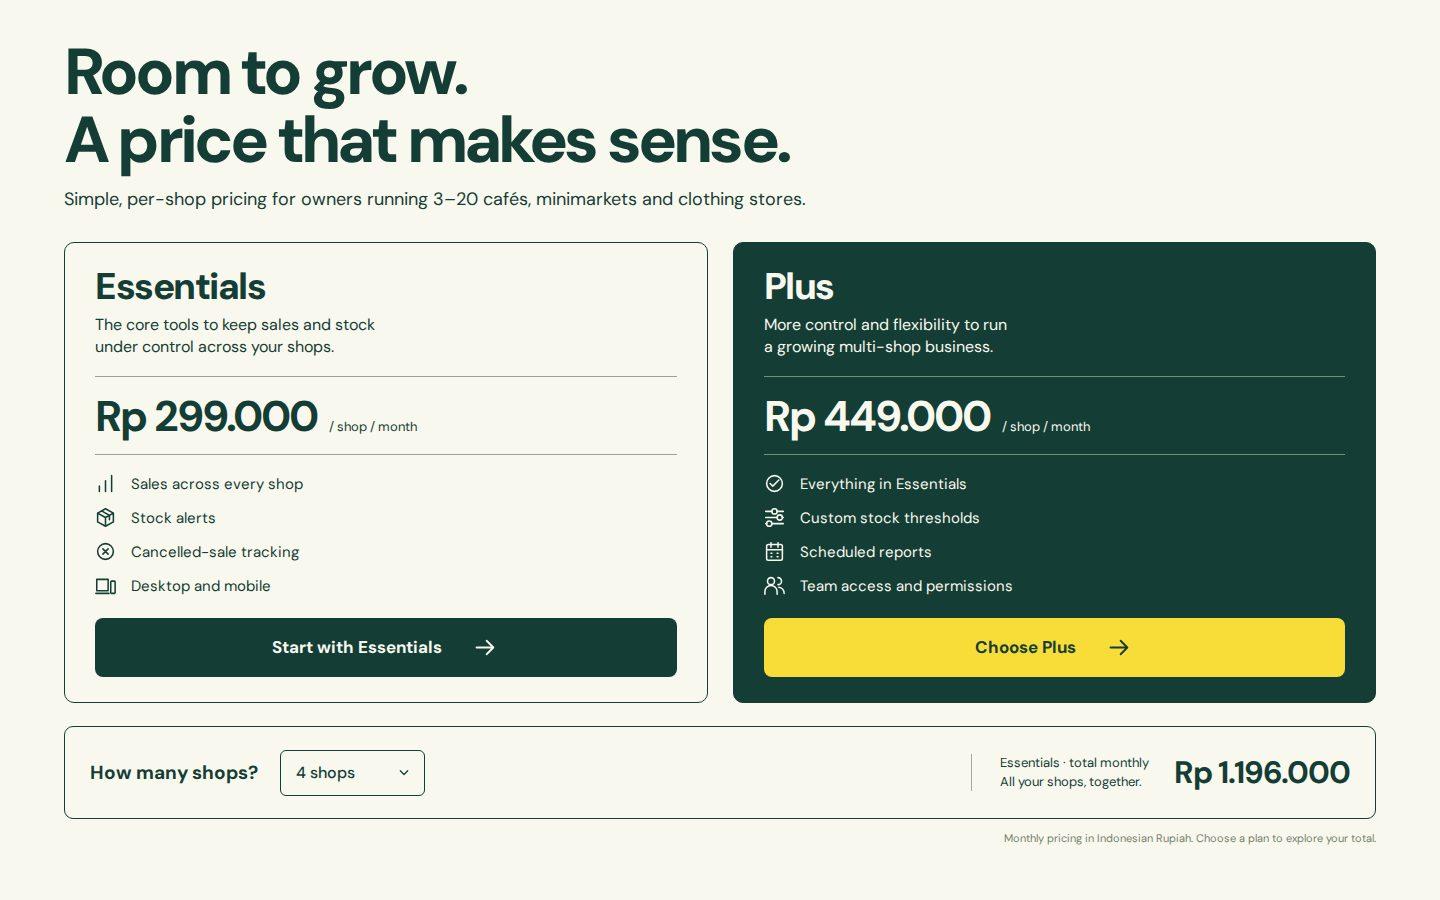 Room to grow.
A price that makes sense.
Simple, per-shop pricing for owners running 3–20 cafés, minimarkets and clothing stores.
Essentials
The core tools to keep sales and stock
under control across your shops.
Rp 299.000 / shop / month
Sales across every shop
Stock alerts
Cancelled-sale tracking
Desktop and mobile
Start with Essentials
Plus
More control and flexibility to run
a growing multi-shop business.
Rp 449.000 / shop / month
Everything in Essentials
Custom stock thresholds
Scheduled reports
Team access and permissions
Choose Plus
How many shops?
4 shops
Essentials · total monthly
All your shops, together.
Rp 1.196.000
Monthly pricing in Indonesian Rupiah. Choose a plan to explore your total.